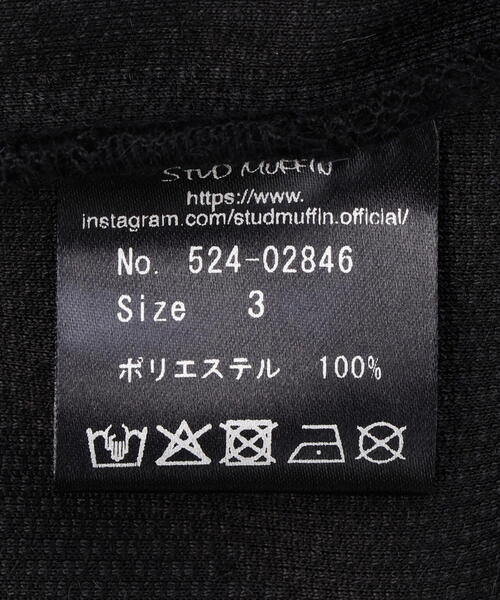 STUD MUFFIN
https://www.
instagram.com/studmuffin.official/
No. 524-02846
Size 3
ポリエステル 100%